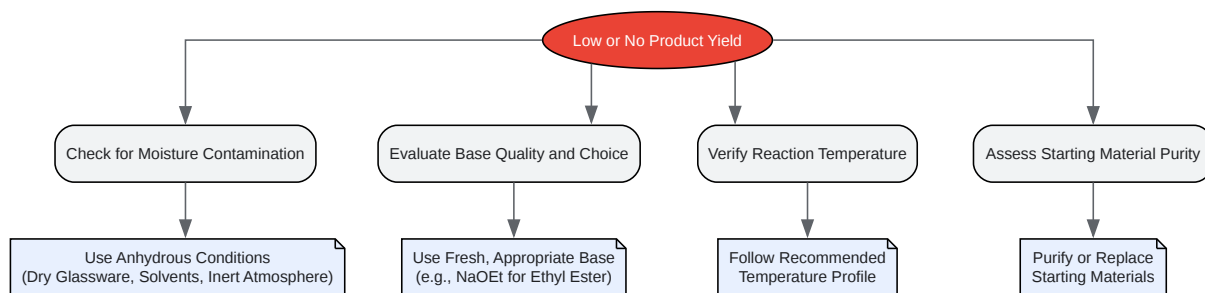 Low or No Product Yield
Check for Moisture Contamination
Evaluate Base Quality and Choice
Verify Reaction Temperature
Assess Starting Material Purity
Use Anhydrous Conditions
(Dry Glassware, Solvents, Inert Atmosphere)
Use Fresh, Appropriate Base
(e.g., NaOEt for Ethyl Ester)
Follow Recommended
Temperature Profile
Purify or Replace
Starting Materials